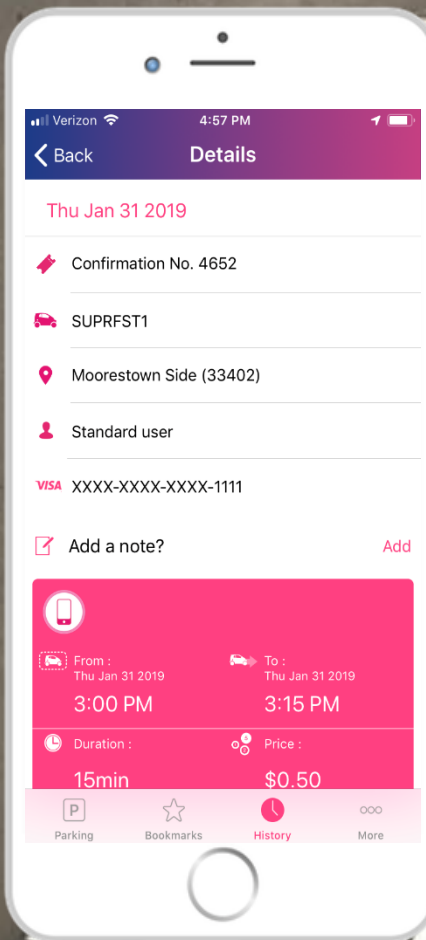 Verizon 4:57 PM
Back Details
Thu Jan 31 2019
Confirmation No. 4652
SUPRFST1
Moorestown Side (33402)
Standard user
VISA XXXX-XXXX-XXXX-1111
Add a note? Add
From : To :
Thu Jan 31 2019 Thu Jan 31 2019
3:00 PM 3:15 PM
Duration : Price :
15min $0.50
P
Parking Bookmarks History More